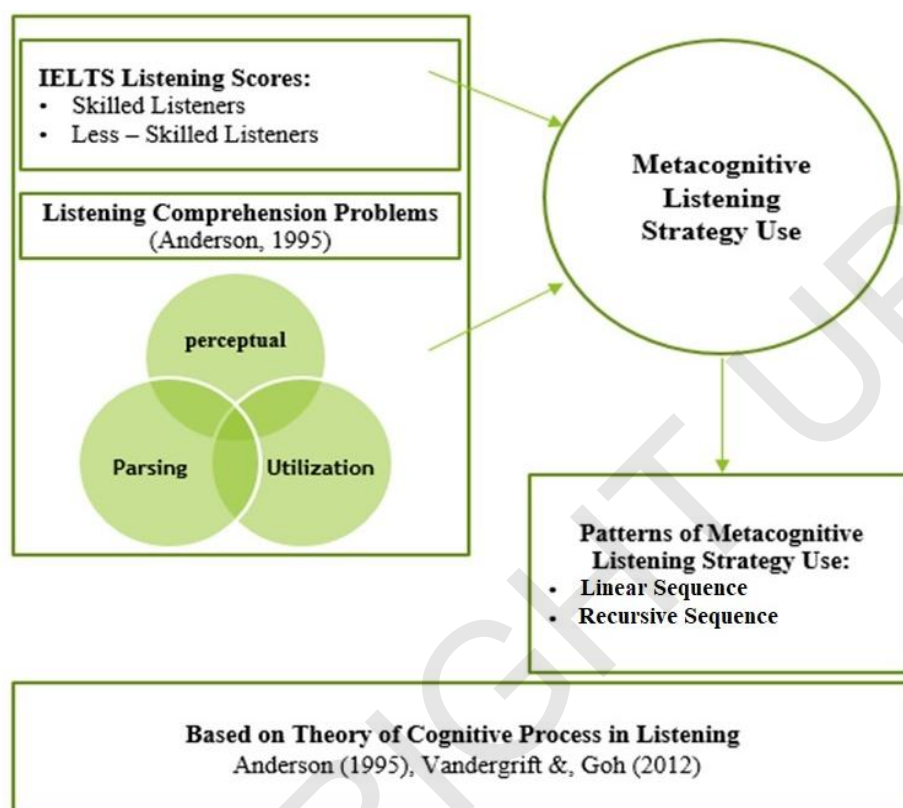 IELTS Listening Scores:
• Skilled Listeners
• Less – Skilled Listeners
Listening Comprehension Problems
(Anderson, 1995)
perceptual
Parsing
Utilization
Metacognitive
Listening
Strategy Use
Patterns of Metacognitive
Listening Strategy Use:
• Linear Sequence
• Recursive Sequence
Based on Theory of Cognitive Process in Listening
Anderson (1995), Vandergrift &, Goh (2012)